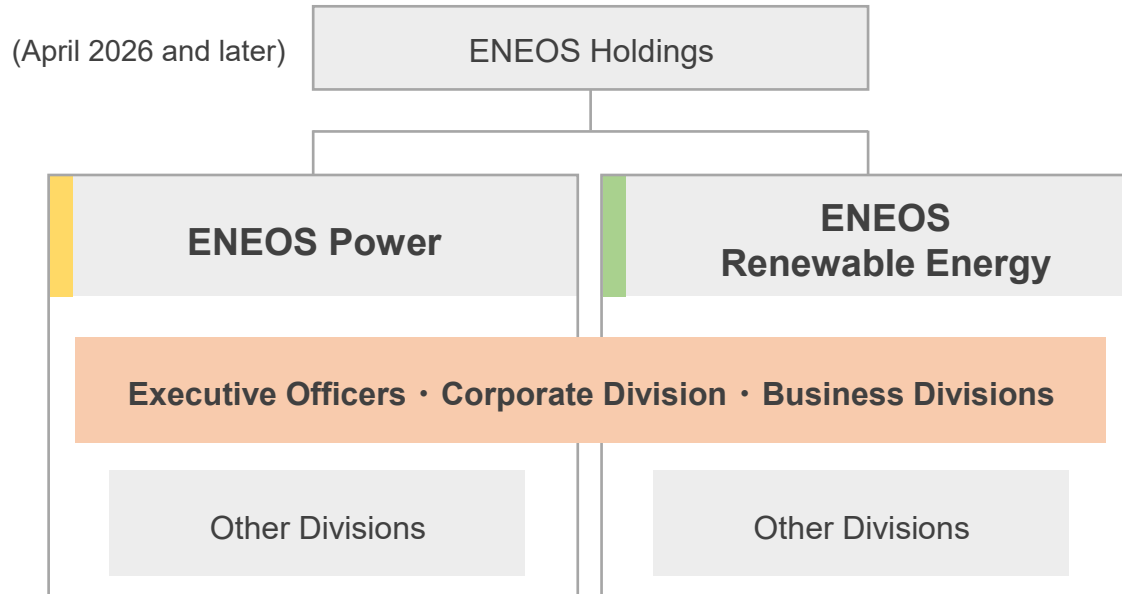 (April 2026 and later)
ENEOS Holdings
ENEOS Power
ENEOS
Renewable Energy
Executive Officers・Corporate Division・Business Divisions
Other Divisions
Other Divisions